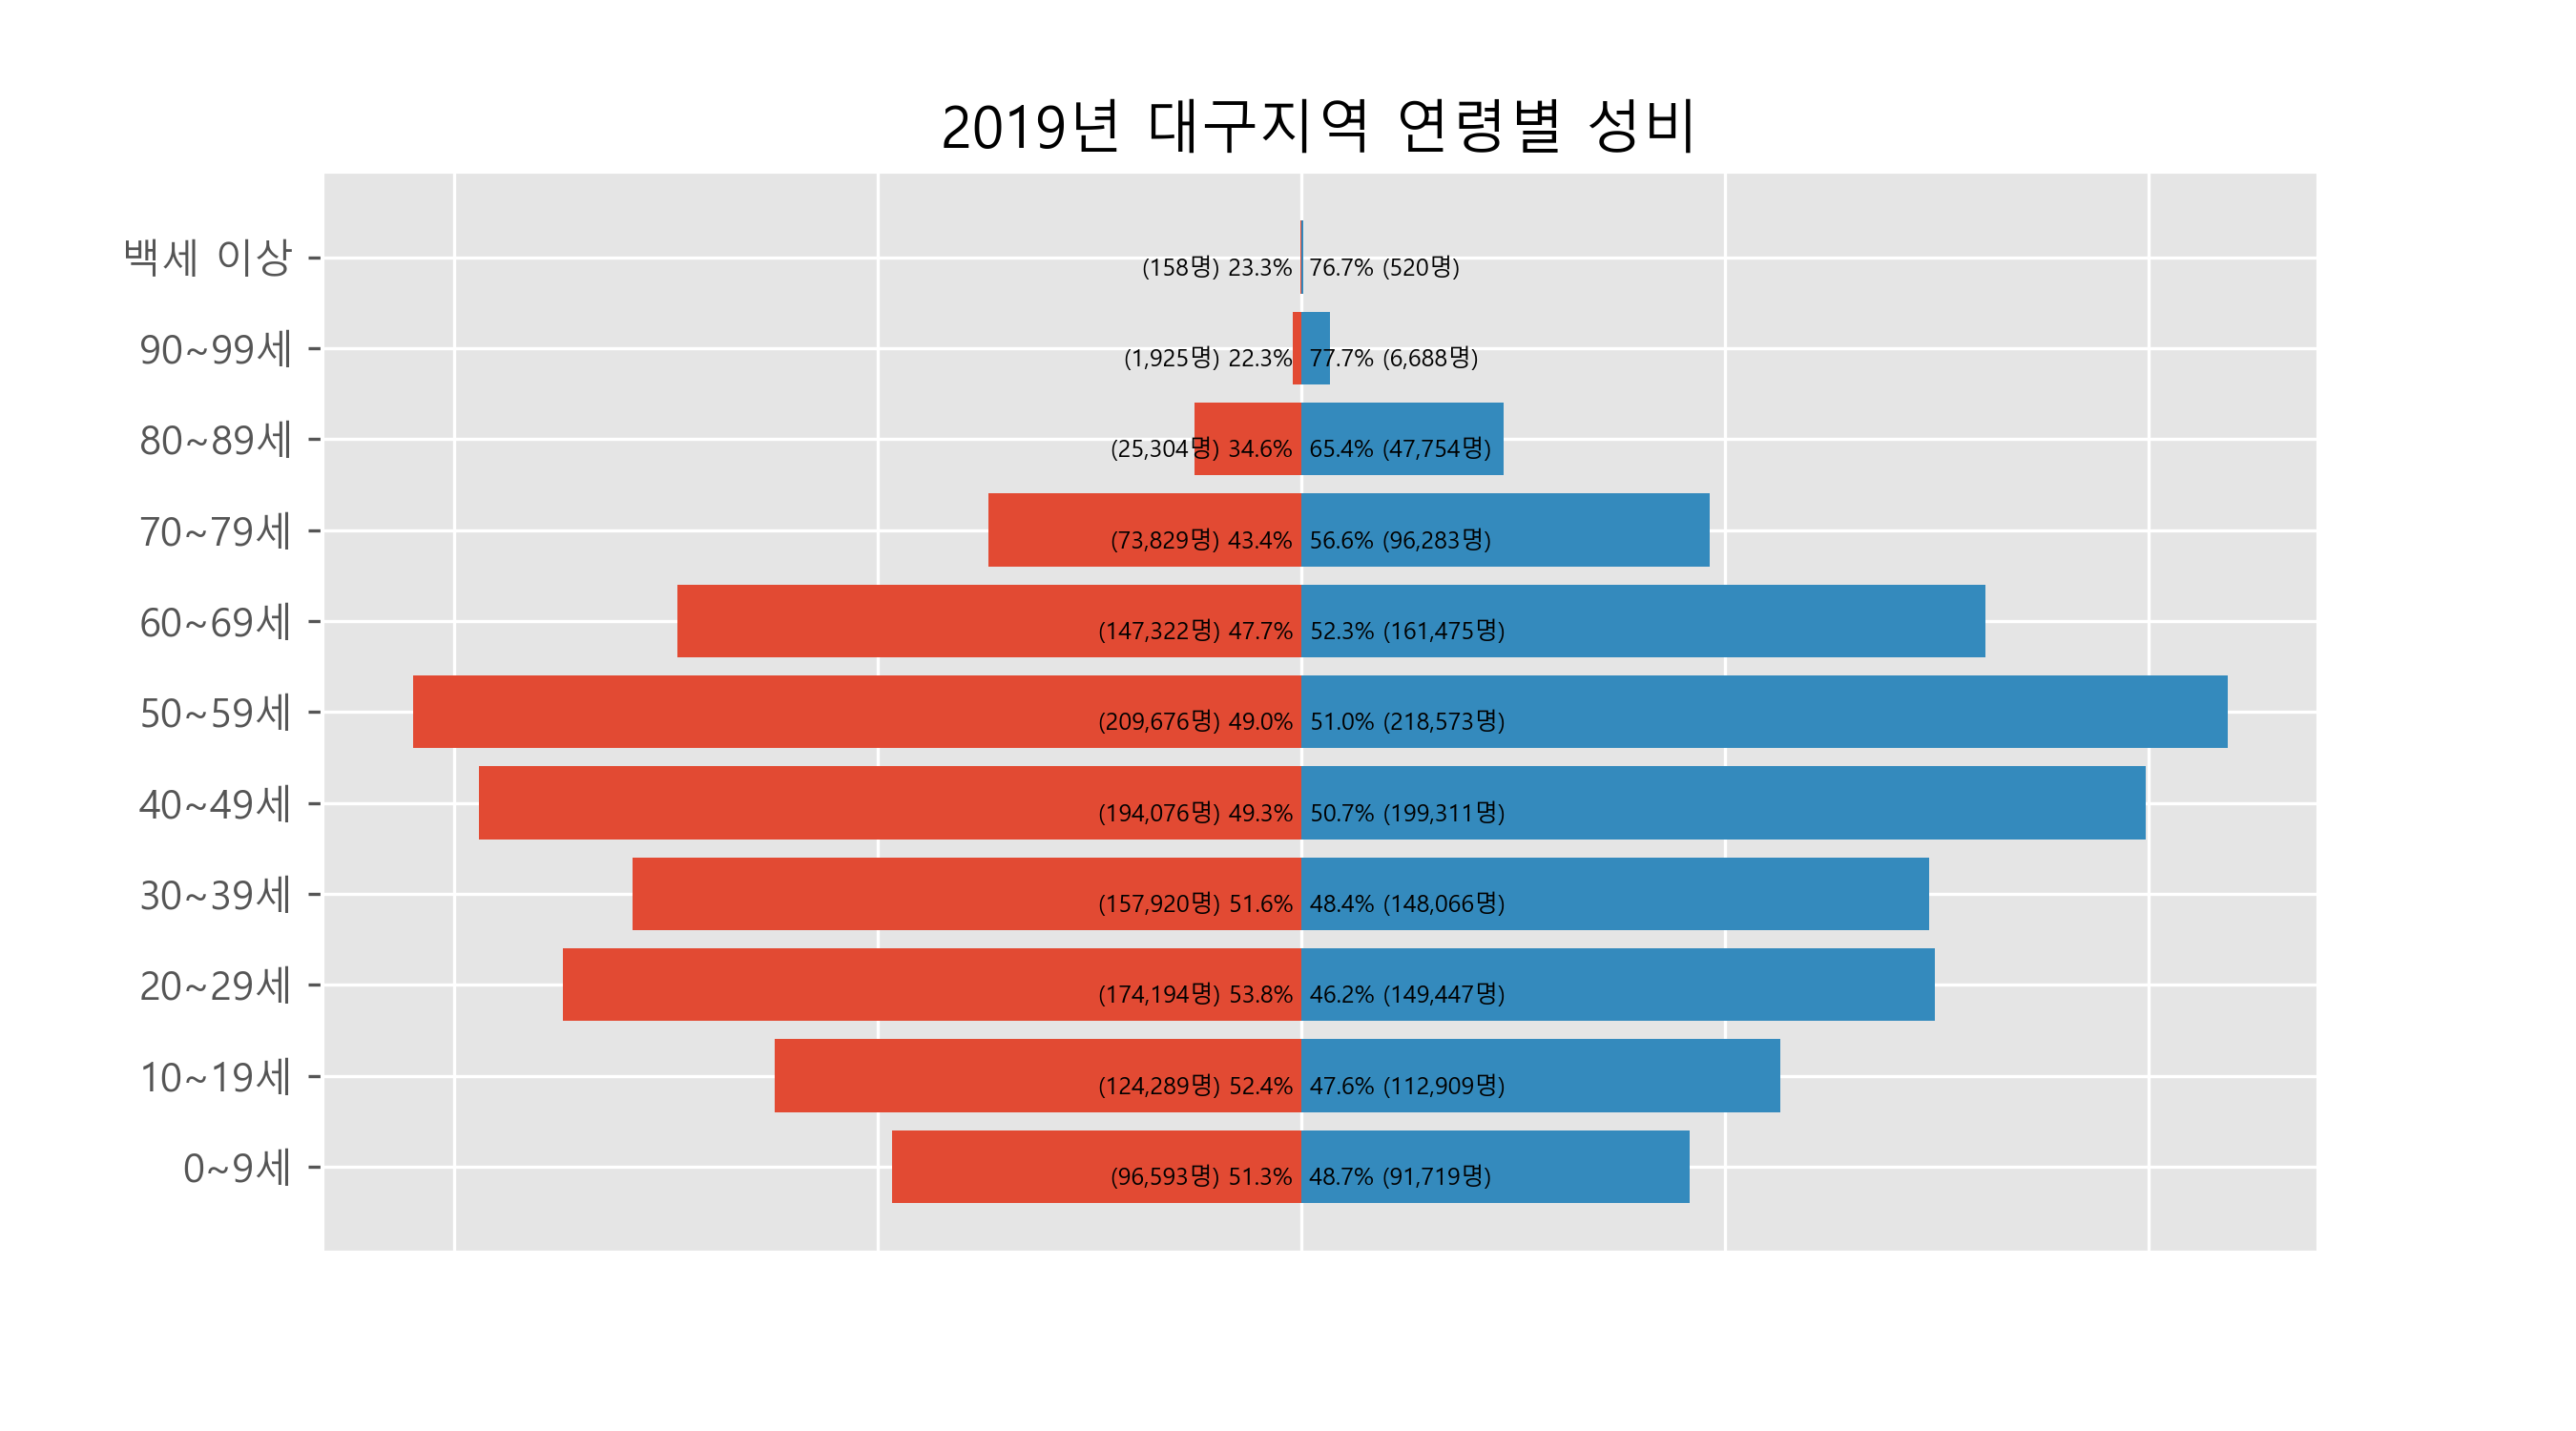 2019년 대구지역 연령별 성비
백세 이상 (158명) 23.3% 76.7% (520명)
90~99세 (1,925명) 22.3% 77.7% (6,688명)
80~89세 (25,304명) 34.6% 65.4% (47,754명)
70~79세 (73,829명) 43.4% 56.6% (96,283명)
60~69세 (147,322명) 47.7% 52.3% (161,475명)
50~59세 (209,676명) 49.0% 51.0% (218,573명)
40~49세 (194,076명) 49.3% 50.7% (199,311명)
30~39세 (157,920명) 51.6% 48.4% (148,066명)
20~29세 (174,194명) 53.8% 46.2% (149,447명)
10~19세 (124,289명) 52.4% 47.6% (112,909명)
0~9세 (96,593명) 51.3% 48.7% (91,719명)